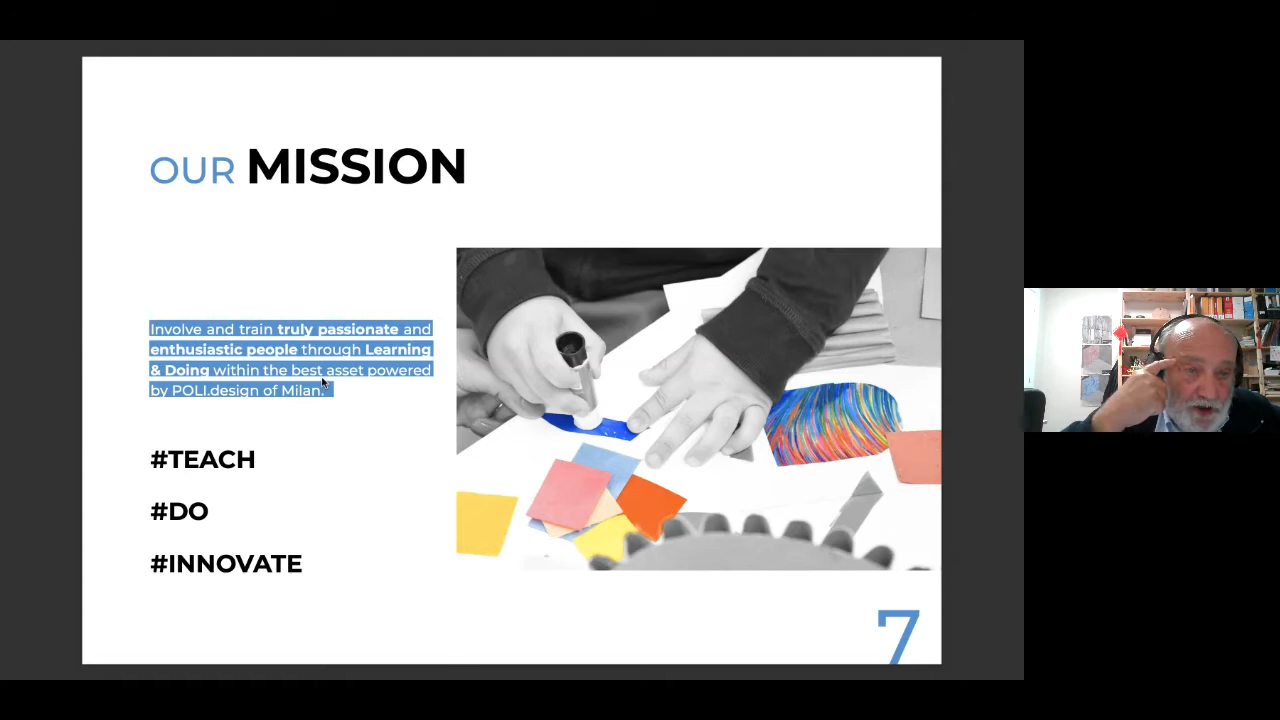 OUR MISSION
Involve and train truly passionate and
enthusiastic people through Learning
& Doing within the best asset powered
by POLI.design of Milan.
#TEACH
#DO
#INNOVATE
7